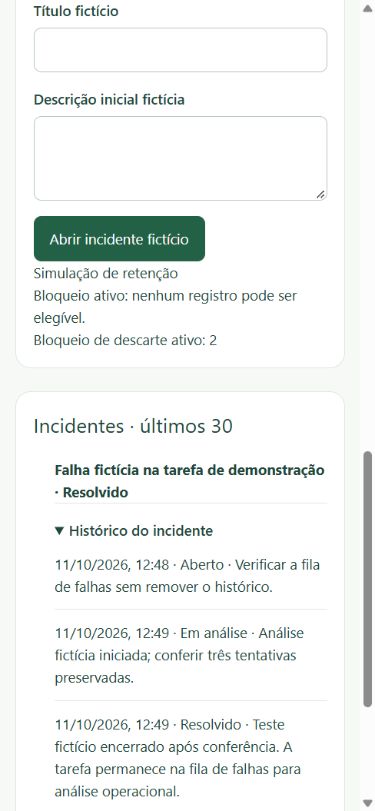 Título fictício
Descrição inicial fictícia
Abrir incidente fictício
Simulação de retenção
Bloqueio ativo: nenhum registro pode ser
elegível.
Bloqueio de descarte ativo: 2
Incidentes · últimos 30
Falha fictícia na tarefa de demonstração
· Resolvido
▼ Histórico do incidente
11/10/2026, 12:48 · Aberto · Verificar a fila
de falhas sem remover o histórico.
11/10/2026, 12:49 · Em análise · Análise
fictícia iniciada; conferir três tentativas
preservadas.
11/10/2026, 12:49 · Resolvido · Teste
fictício encerrado após conferência. A
tarefa permanece na fila de falhas para
análise operacional.